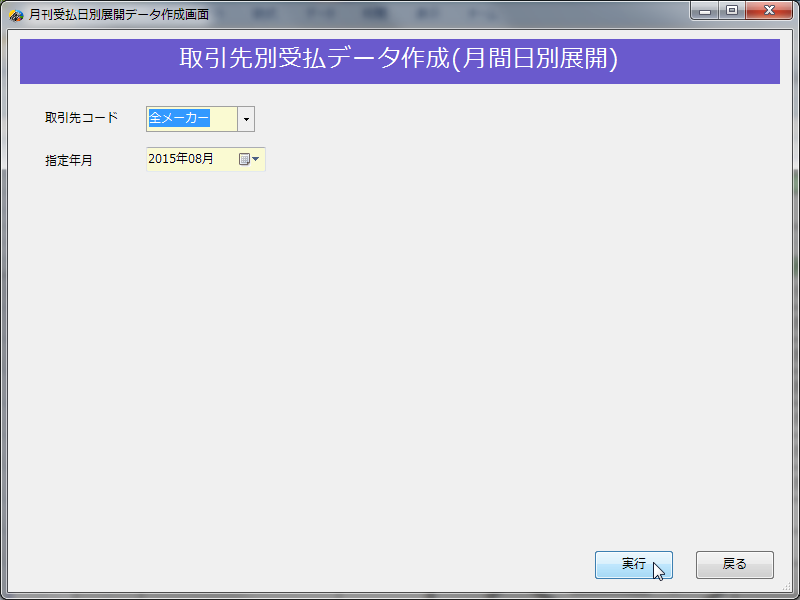 月刊受払日別展開データ作成画面
取引先別受払データ作成(月間日別展開)
取引先コード 全メーカー
指定年月 2015年08月
実行 戻る